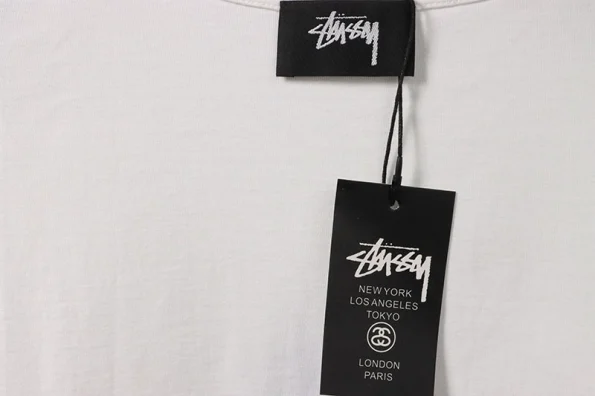 STÜSSY
STÜSSY
NEW YORK
LOS ANGELES
TOKYO
LONDON
PARIS